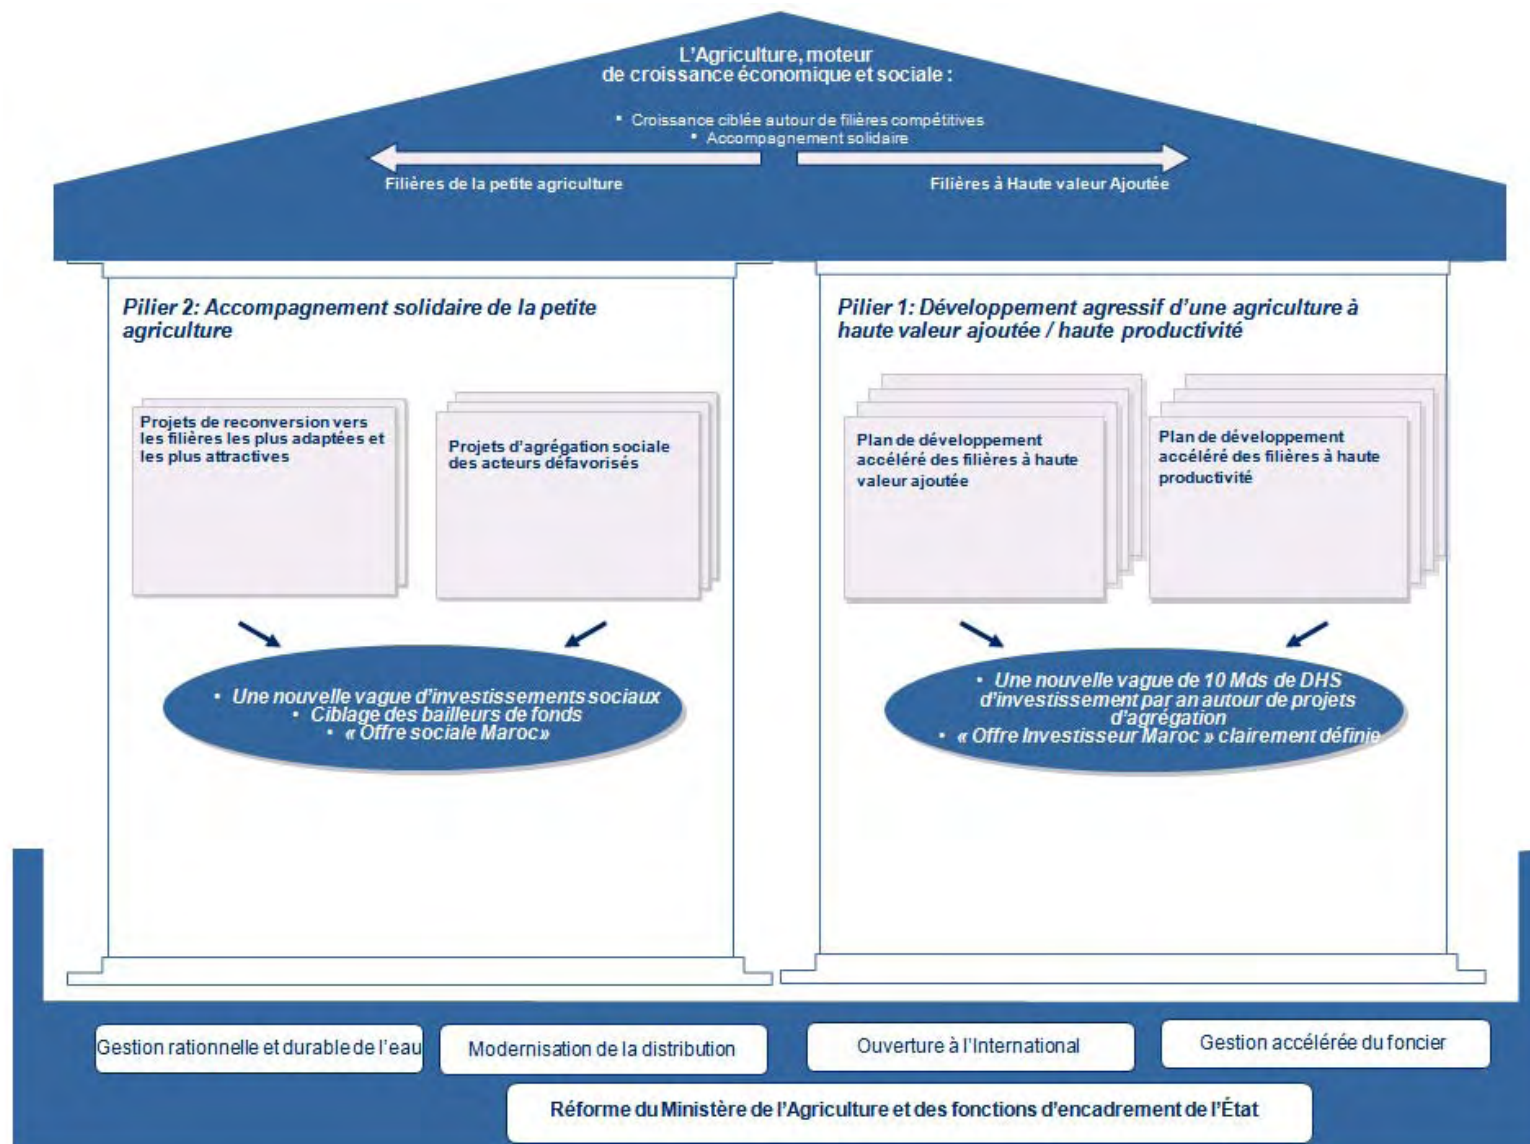 L'Agriculture, moteur
de croissance économique et sociale :
▪ Croissance ciblée autour de filières compétitives
▪ Accompagnement solidaire
Filières de la petite agriculture
Filières à Haute valeur Ajoutée
Pilier 2: Accompagnement solidaire de la petite
agriculture
Projets de reconversion vers
les filières les plus adaptées et
les plus attractives
Projets d'agrégation sociale
des acteurs défavorisés
• Une nouvelle vague d'investissements sociaux
• Ciblage des bailleurs de fonds
• « Offre sociale Maroc»
Pilier 1: Développement agressif d'une agriculture à
haute valeur ajoutée / haute productivité
Plan de développement
accéléré des filières à haute
valeur ajoutée
Plan de développement
accéléré des filières à haute
productivité
• Une nouvelle vague de 10 Mds de DHS
d'investissement par an autour de projets
d'agrégation
• « Offre Investisseur Maroc » clairement définie
Gestion rationnelle et durable de l'eau
Modernisation de la distribution
Ouverture à l'International
Gestion accélérée du foncier
Réforme du Ministère de l'Agriculture et des fonctions d'encadrement de l'État